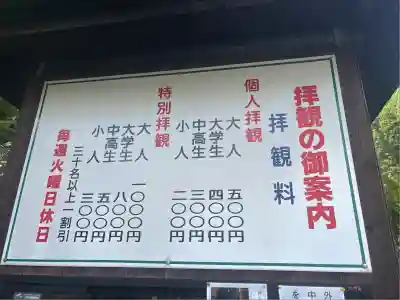 拝観の御案内
拝観料
個人拝観
大人 五〇〇円
大学生 四〇〇円
中高生 三〇〇円
小人 二〇〇円
特別拝観
大人 一〇〇〇円
大学生 八〇〇円
中高生 五〇〇円
小人 三〇〇円
三十名以上一割引
毎週火曜日休日